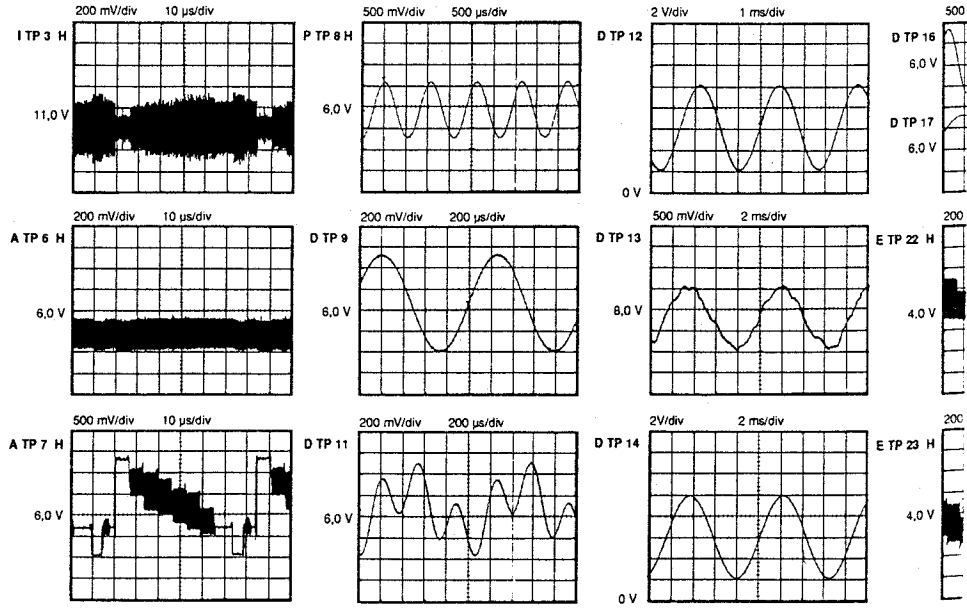 200 mV/div 10 µs/div
I TP 3 H
11,0 V
500 mV/div 500 µs/div
P TP 8 H
6,0 V
2 V/div 1 ms/div
D TP 12
0 V
500
D TP 16
6,0 V
D TP 17
6,0 V
200 mV/div 10 µs/div
A TP 6 H
6,0 V
200 mV/div 200 µs/div
D TP 9
6,0 V
500 mV/div 2 ms/div
D TP 13
8,0 V
200
E TP 22 H
4,0 V
500 mV/div 10 µs/div
A TP 7 H
6,0 V
200 mV/div 200 µs/div
D TP 11
6,0 V
2V/div 2 ms/div
D TP 14
0 V
200
E TP 23 H
4,0 V